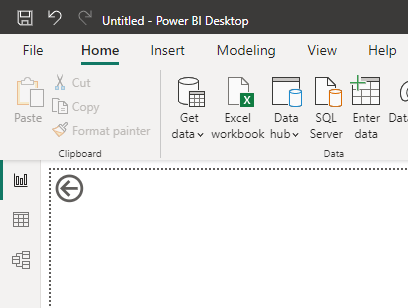 Untitled - Power BI Desktop
File Home Insert Modeling View Help
Paste
Cut
Copy
Format painter
Clipboard
Get data
Excel workbook
Data hub
SQL Server
Enter data
Data